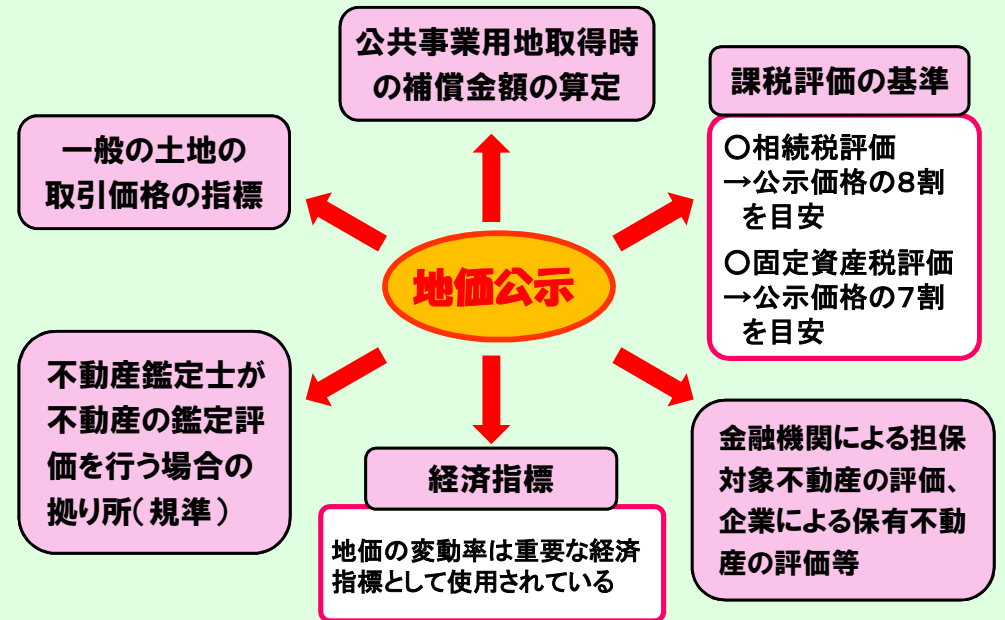 公共事業用地取得時
の補償金額の算定
課税評価の基準
〇相続税評価
→公示価格の8割
を目安
〇固定資産税評価
→公示価格の7割
を目安
一般の土地の
取引価格の指標
地価公示
不動産鑑定士が
不動産の鑑定評
価を行う場合の
拠り所(規準)
経済指標
地価の変動率は重要な経済
指標として使用されている
金融機関による担保
対象不動産の評価、
企業による保有不動
産の評価等